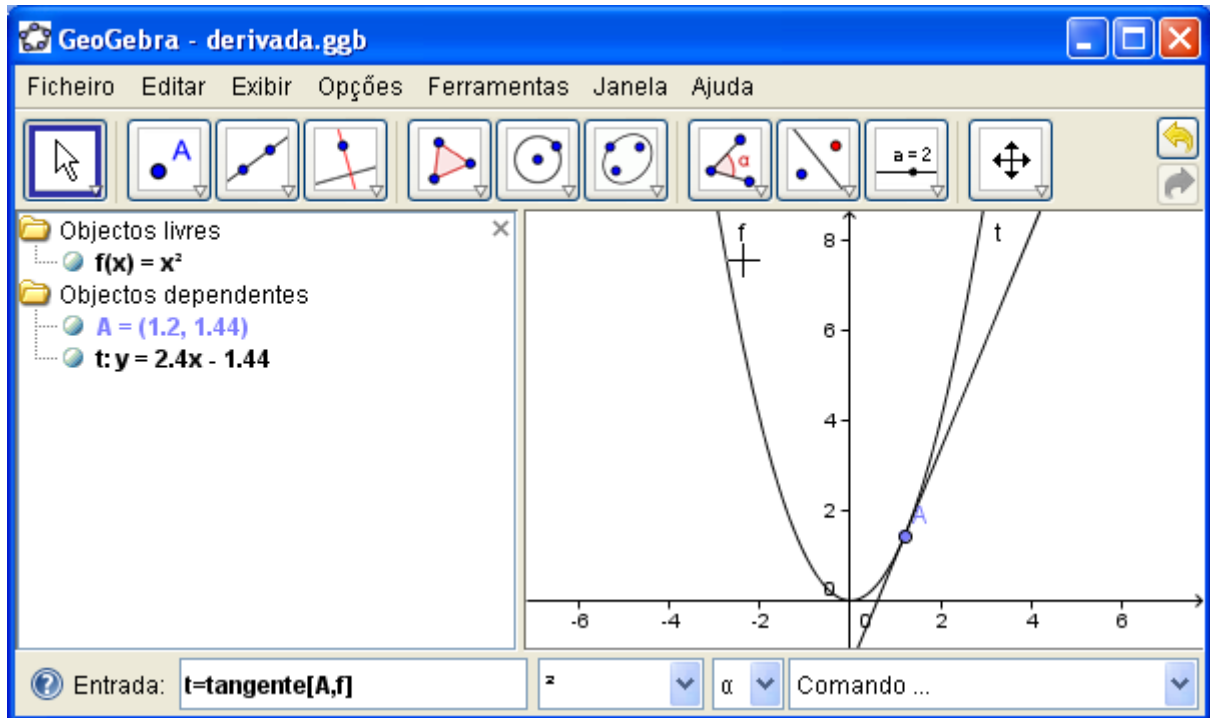 GeoGebra - derivada.ggb
Ficheiro Editar Exibir Opções Ferramentas Janela Ajuda
A
α
a = 2
Objectos livres
f(x) = x²
Objectos dependentes
A = (1.2, 1.44)
t: y = 2.4x - 1.44
f
t
8
6
4
2
A
0
-6 -4 -2 0 2 4 6
Entrada: t=tangente[A,f] ² α Comando ...